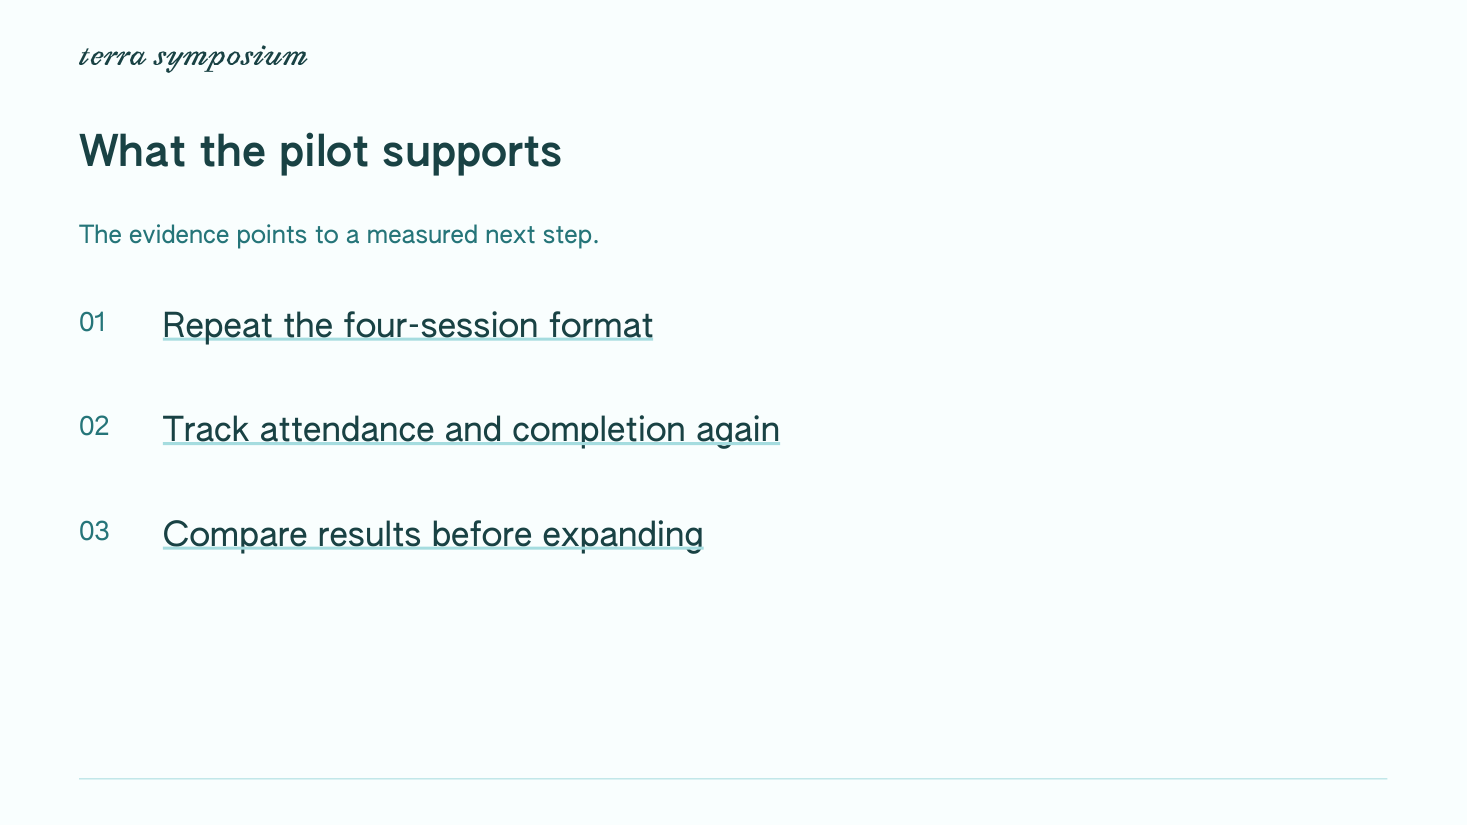 terra symposium
What the pilot supports
The evidence points to a measured next step.
01 Repeat the four-session format
02 Track attendance and completion again
03 Compare results before expanding